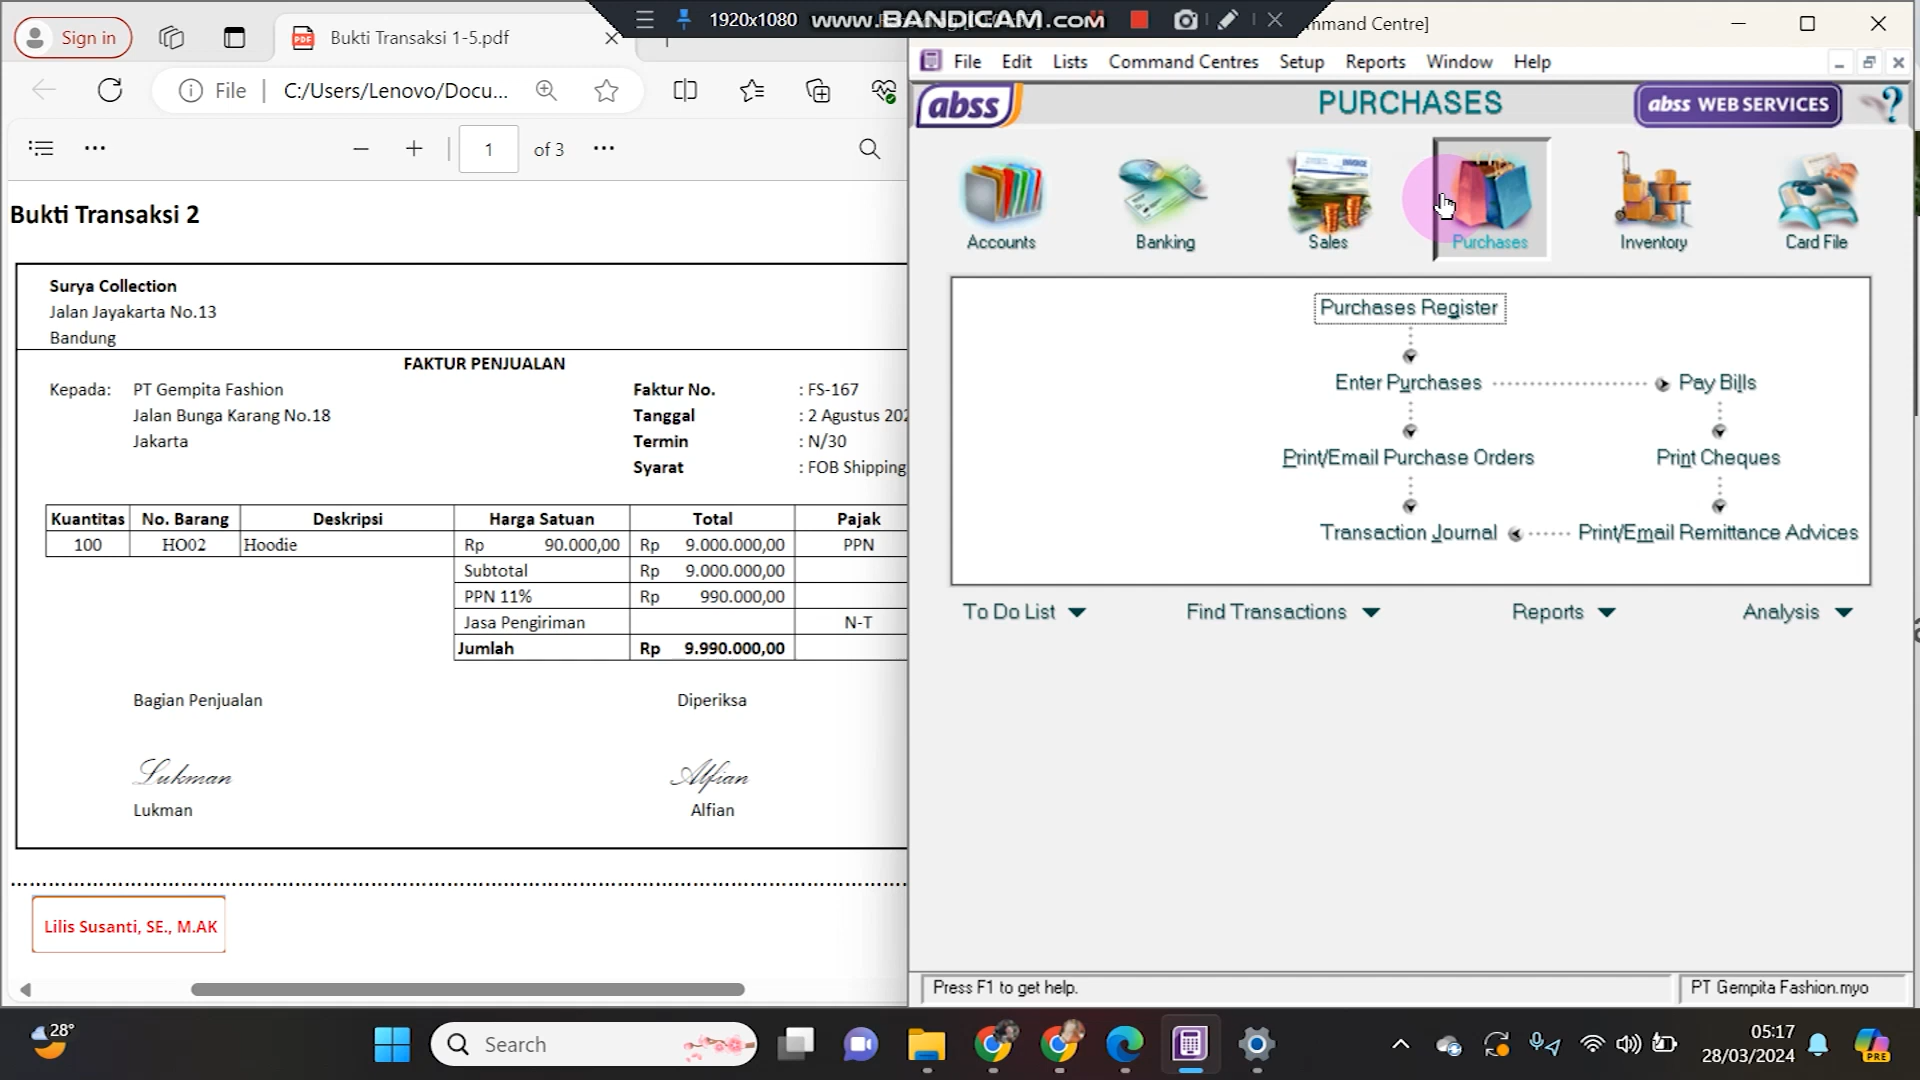 Sign in
Bukti Transaksi 1-5.pdf
1920x1080
www.BANDICAM.com
mmand Centre]
File
C:/Users/Lenovo/Docu...
1
of 3
File Edit Lists Command Centres Setup Reports Window Help
abss
PURCHASES
abss WEB SERVICES
Accounts
Banking
Sales
Purchases
Inventory
Card File
Purchases Register
Enter Purchases
Pay Bills
Print/Email Purchase Orders
Print Cheques
Transaction Journal
Print/Email Remittance Advices
To Do List
Find Transactions
Reports
Analysis
Bukti Transaksi 2
Surya Collection
Jalan Jayakarta No.13
Bandung
FAKTUR PENJUALAN
Kepada: PT Gempita Fashion Faktur No. : FS-167
Jalan Bunga Karang No.18 Tanggal : 2 Agustus 202
Jakarta Termin : N/30
Syarat : FOB Shipping
Kuantitas No. Barang Deskripsi Harga Satuan Total Pajak
100 HO02 Hoodie Rp 90.000,00 Rp 9.000.000,00 PPN
Subtotal Rp 9.000.000,00
PPN 11% Rp 990.000,00
Jasa Pengiriman N-T
Jumlah Rp 9.990.000,00
Bagian Penjualan Diperiksa
Lukman Alfian
Lukman Alfian
Lilis Susanti, SE., M.AK
Press F1 to get help.
PT Gempita Fashion.myo
28°
Search
05:17
28/03/2024
PRE